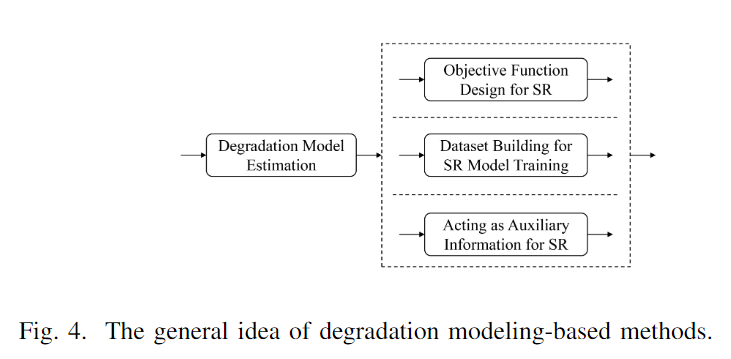 Objective Function
Design for SR
Degradation Model
Estimation
Dataset Building for
SR Model Training
Acting as Auxiliary
Information for SR
Fig. 4. The general idea of degradation modeling-based methods.